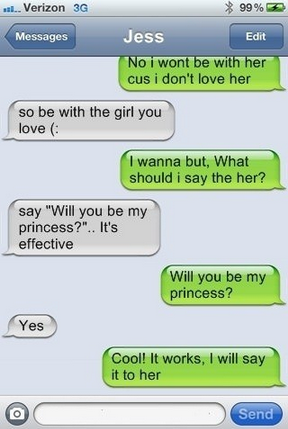 Verizon 3G 99%
Messages Jess Edit
No i wont be with her
cus i don't love her
so be with the girl you
love (:
I wanna but, What
should i say the her?
say "Will you be my
princess?".. It's
effective
Will you be my
princess?
Yes
Cool! It works, I will say
it to her
Send